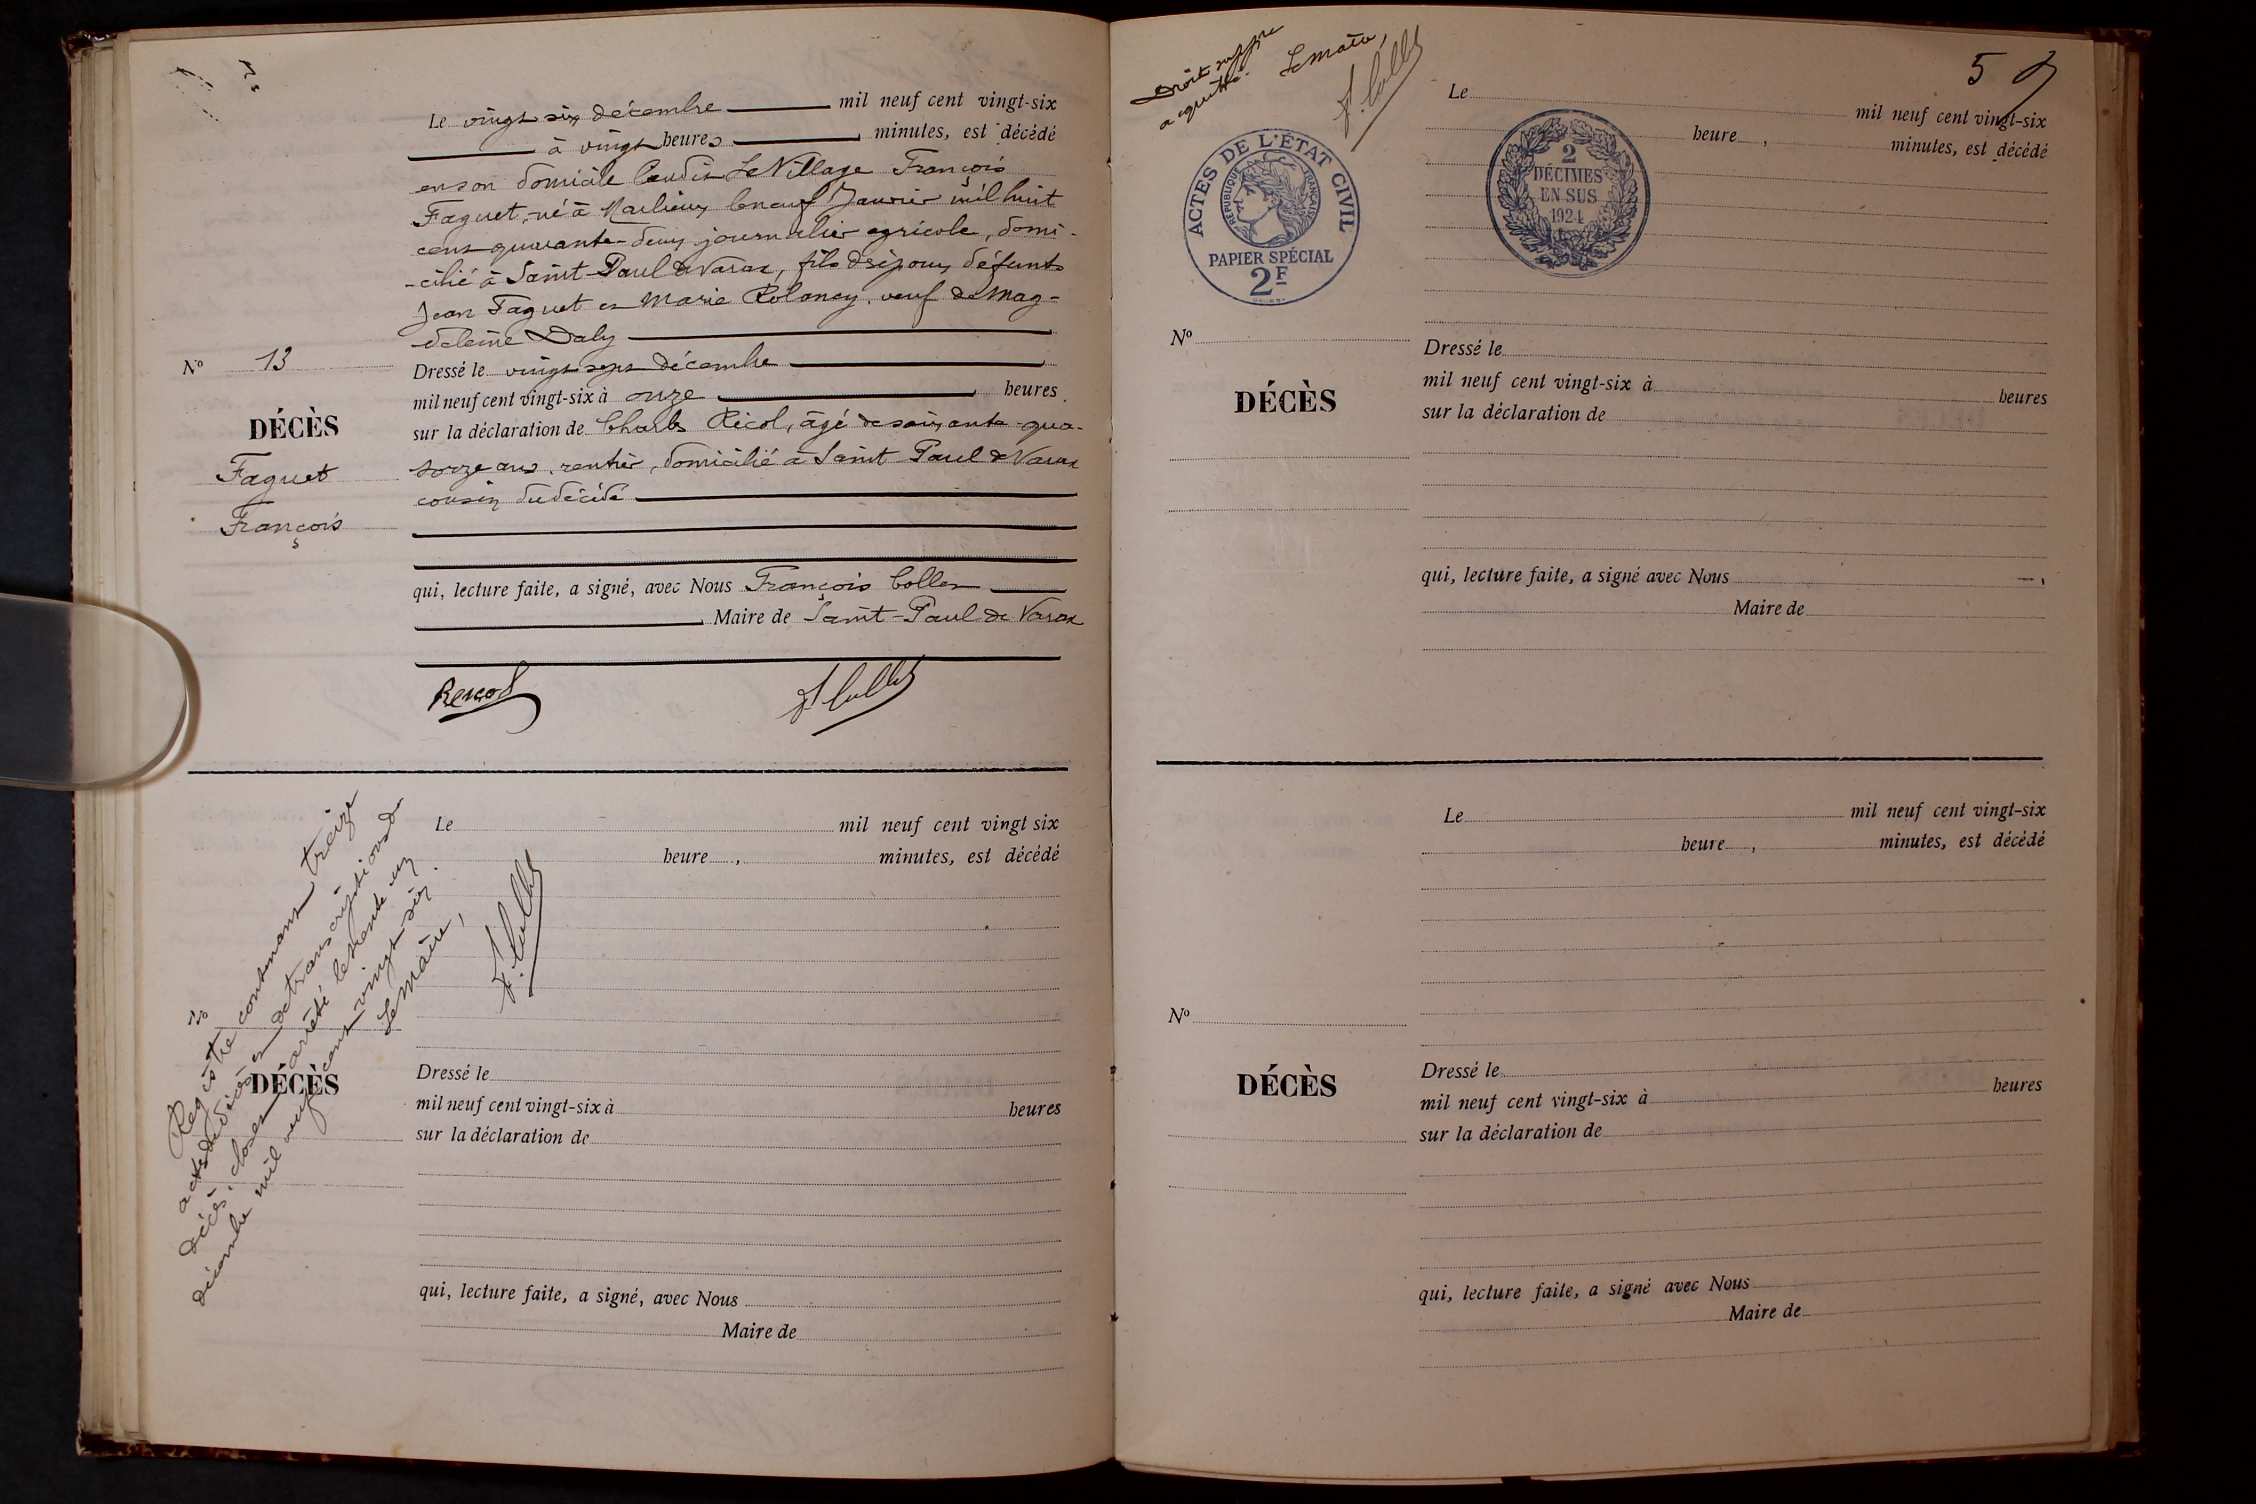 Le vingt six décembre mil neuf cent vingt-six
à vingt heures minutes, est décédé
en son domicile lieudit Le Village François
Faguet, né à Marlieux le neuf Janvier mil huit
cent quarante-deux journalier agricole, domi-
-cilié à Saint-Paul de Varax, fils des époux défunts
Jean Faguet et Marie Rolancy, veuf de Mag-
deleine Daly
Nº 13
DÉCÈS
Faguet
François
Dressé le vingt sept décembre
mil neuf cent vingt-six à onze heures
sur la déclaration de Charles Ricol, âgé de soixante-qua-
torze ans, rentier, domicilié à Saint Paul de Varax
cousin du décédé
qui, lecture faite, a signé, avec Nous François Collet
Maire de Saint-Paul de Varax
F. Collet
Registre contenant treize
actes de décès et de transcriptions de
décès, clos et arrêté le trente un
décembre mil neuf cent vingt-six.
Le Maire,
F. Collet
Le mil neuf cent vingt six
heure , minutes, est décédé
Nº
DÉCÈS
Dressé le
mil neuf cent vingt-six à heures
sur la déclaration de
qui, lecture faite, a signé, avec Nous
Maire de
Droit suppre
acquitté.
Le maire,
F. Collet
5
ACTES DE L'ÉTAT CIVIL
RÉPUBLIQUE FRANÇAISE
PAPIER SPÉCIAL
2F
2
DÉCIMES
EN SUS
1924
Le mil neuf cent vingt-six
heure , minutes, est décédé
Nº
DÉCÈS
Dressé le
mil neuf cent vingt-six à heures
sur la déclaration de
qui, lecture faite, a signé avec Nous
Maire de
Le mil neuf cent vingt-six
heure , minutes, est décédé
Nº
DÉCÈS
Dressé le
mil neuf cent vingt-six à heures
sur la déclaration de
qui, lecture faite, a signé avec Nous
Maire de